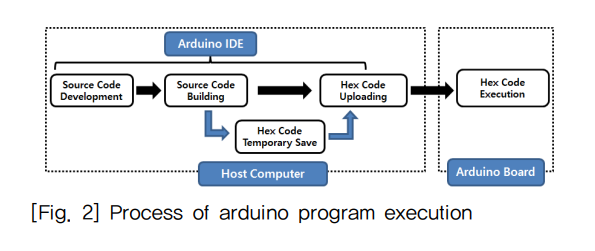 Arduino IDE
Source Code
Development
Source Code
Building
Hex Code
Uploading
Hex Code
Execution
Hex Code
Temporary Save
Host Computer
Arduino Board
[Fig. 2] Process of arduino program execution